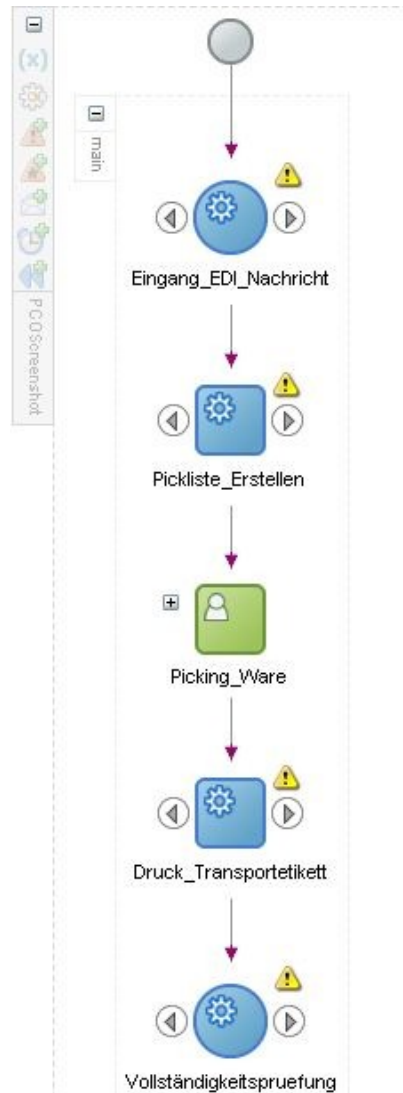 (x)
PCOScreenshot
main
Eingang_EDI_Nachricht
Pickliste_Erstellen
Picking_Ware
Druck_Transportetikett
Vollständigkeitspruefung